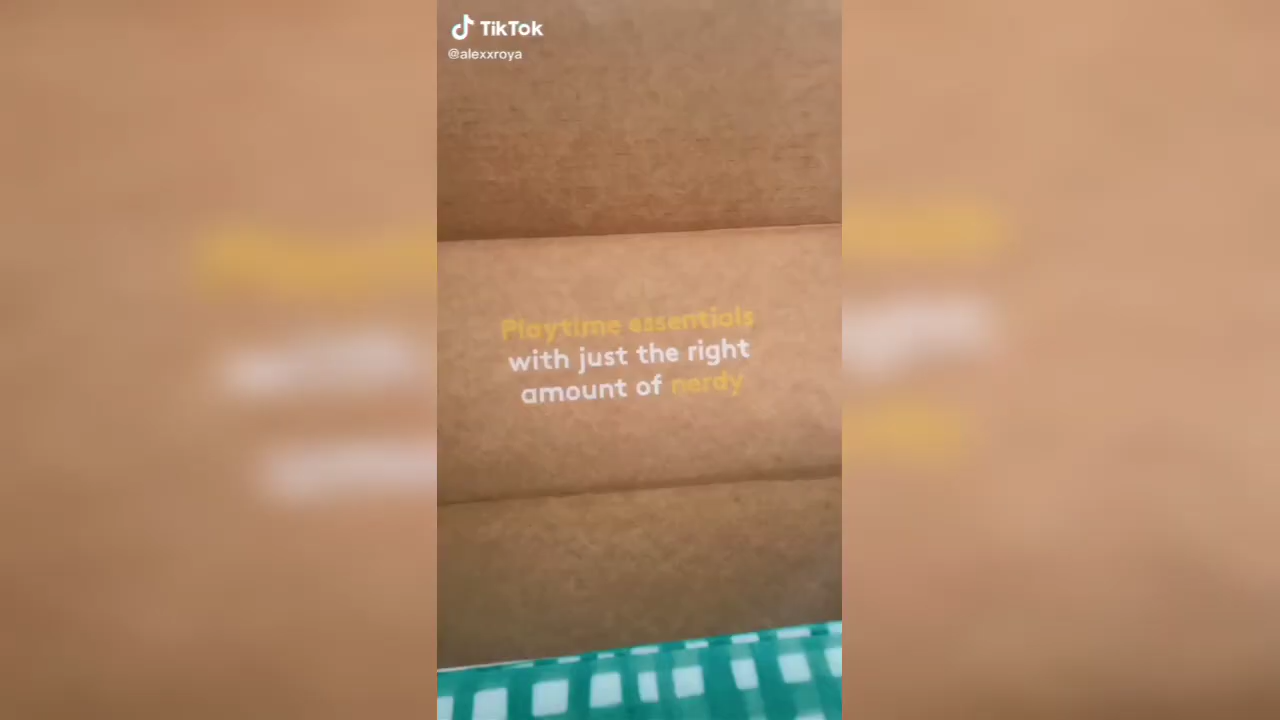 TikTok
@alexxroya
Playtime essentials
with just the right
amount of nerdy